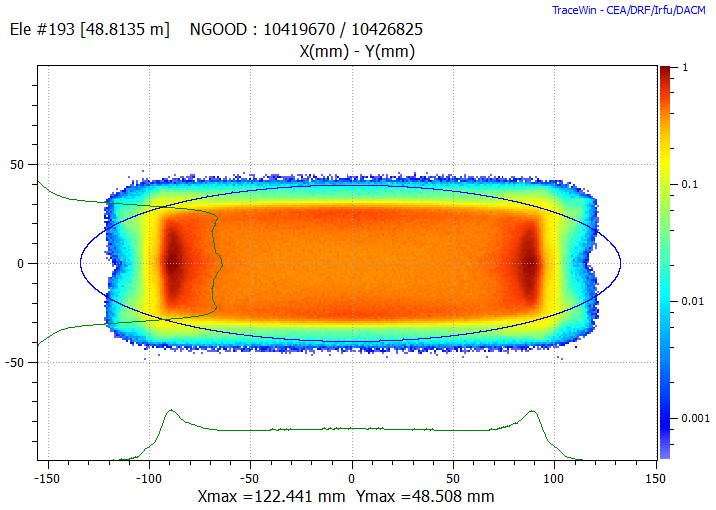 TraceWin - CEA/DRF/Irfu/DACM
Ele #193 [48.8135 m] NGOOD : 10419670 / 10426825
X(mm) - Y(mm)
1
50
0.1
0
0.01
-50
0.001
-150 -100 -50 0 50 100 150
Xmax =122.441 mm Ymax =48.508 mm